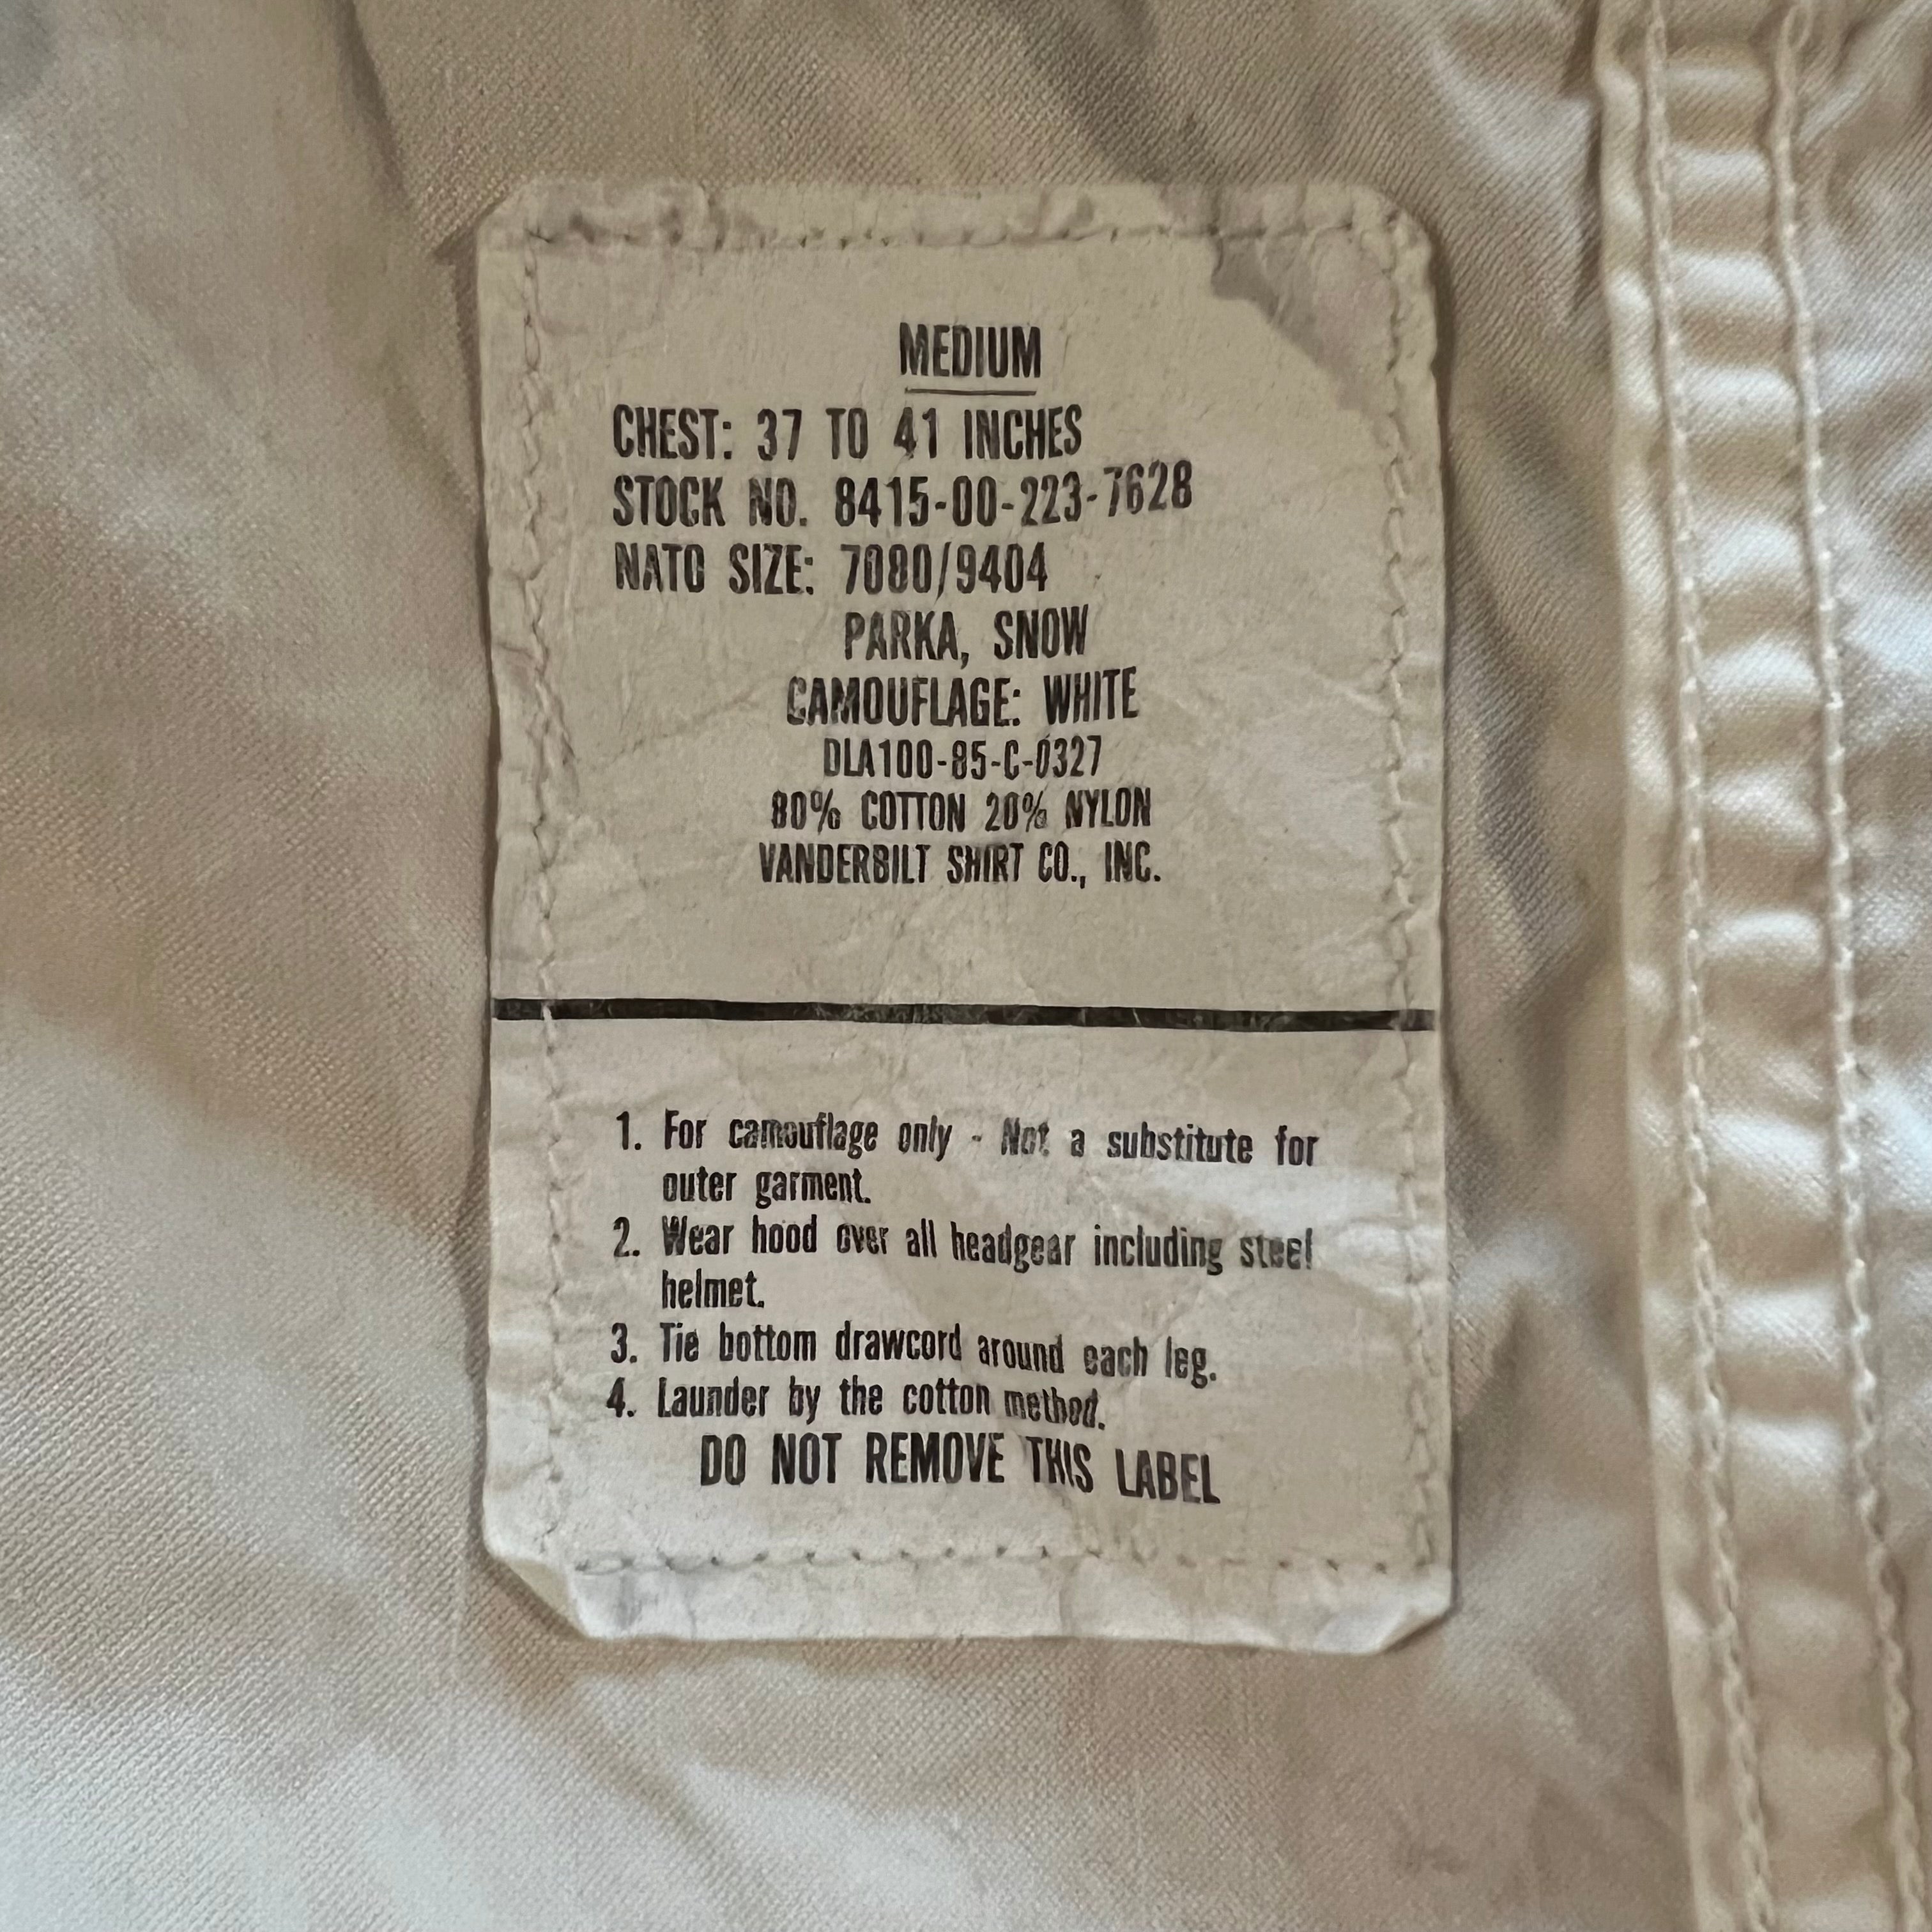 MEDIUM
CHEST: 37 TO 41 INCHES
STOCK NO. 8415-00-223-7628
NATO SIZE: 7080/9404
PARKA, SNOW
CAMOUFLAGE: WHITE
DLA100-85-C-0327
80% COTTON 20% NYLON
VANDERBILT SHIRT CO., INC.
1. For camouflage only - Not a substitute for
outer garment.
2. Wear hood over all headgear including steel
helmet.
3. Tie bottom drawcord around each leg.
4. Launder by the cotton method.
DO NOT REMOVE THIS LABEL